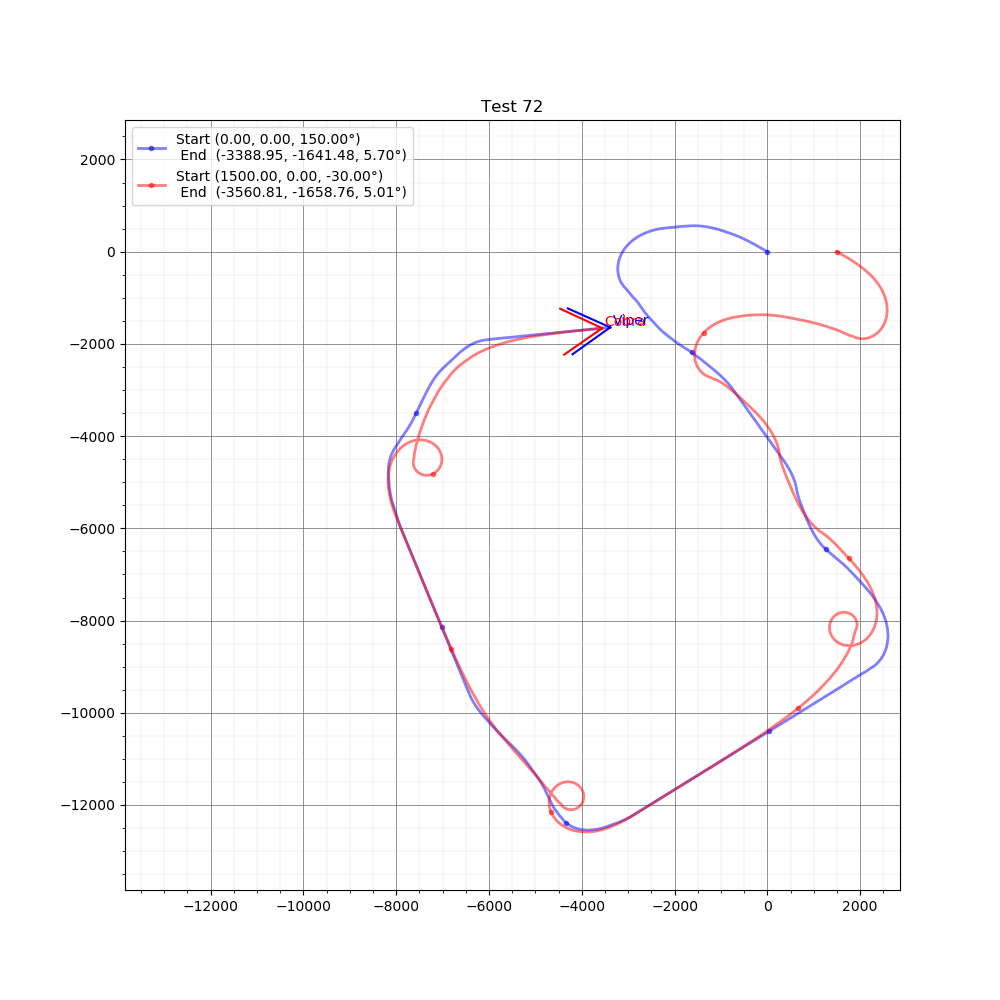 Test 72
Start (0.00, 0.00, 150.00°)
End (-3388.95, -1641.48, 5.70°)
Start (1500.00, 0.00, -30.00°)
End (-3560.81, -1658.76, 5.01°)
2000
0
−2000
−4000
−6000
−8000
−10000
−12000
Viper
−12000 −10000 −8000 −6000 −4000 −2000 0 2000